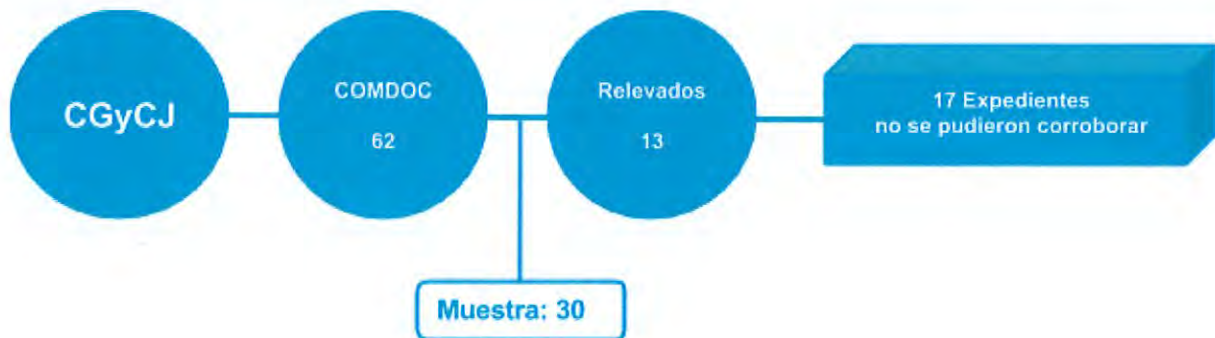 CGyCJ
COMDOC
62
Relevados
13
17 Expedientes
no se pudieron corroborar
Muestra: 30